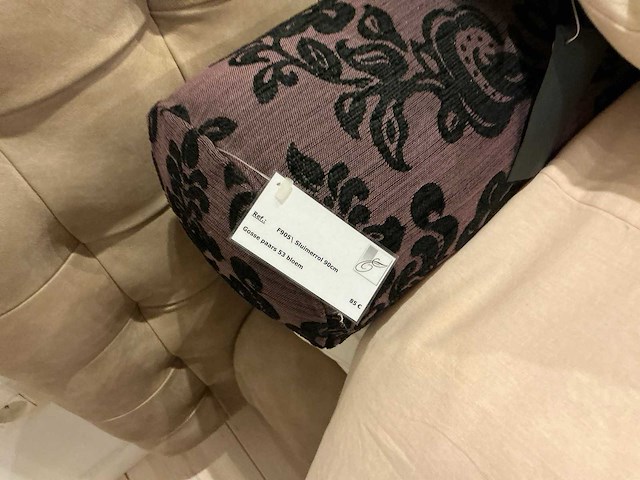 Ref.: F905\ Sluimerrol 90cm
Gosse paars 53 bloem
85 €